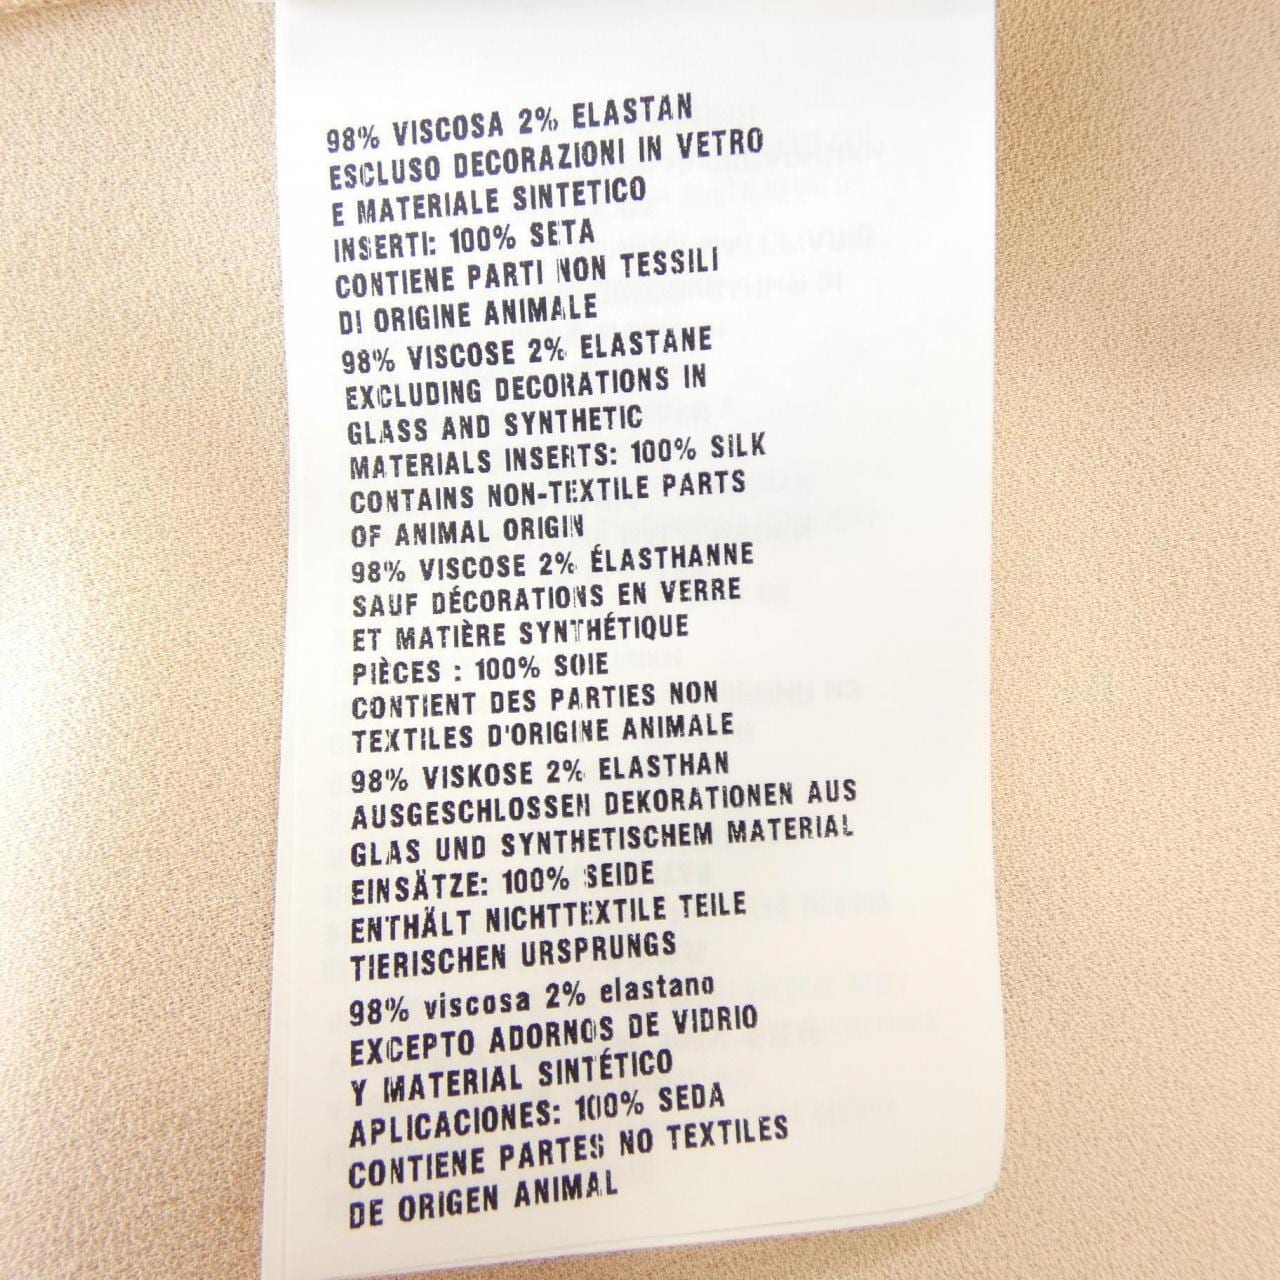 98% VISCOSA 2% ELASTAN
ESCLUSO DECORAZIONI IN VETRO
E MATERIALE SINTETICO
INSERTI: 100% SETA
CONTIENE PARTI NON TESSILI
DI ORIGINE ANIMALE
98% VISCOSE 2% ELASTANE
EXCLUDING DECORATIONS IN
GLASS AND SYNTHETIC
MATERIALS INSERTS: 100% SILK
CONTAINS NON-TEXTILE PARTS
OF ANIMAL ORIGIN
98% VISCOSE 2% ÉLASTHANNE
SAUF DÉCORATIONS EN VERRE
ET MATIÈRE SYNTHÉTIQUE
PIÈCES : 100% SOIE
CONTIENT DES PARTIES NON
TEXTILES D'ORIGINE ANIMALE
98% VISKOSE 2% ELASTHAN
AUSGESCHLOSSEN DEKORATIONEN AUS
GLAS UND SYNTHETISCHEM MATERIAL
EINSÄTZE: 100% SEIDE
ENTHÄLT NICHTTEXTILE TEILE
TIERISCHEN URSPRUNGS
98% viscosa 2% elastano
EXCEPTO ADORNOS DE VIDRIO
Y MATERIAL SINTÉTICO
APLICACIONES: 100% SEDA
CONTIENE PARTES NO TEXTILES
DE ORIGEN ANIMAL